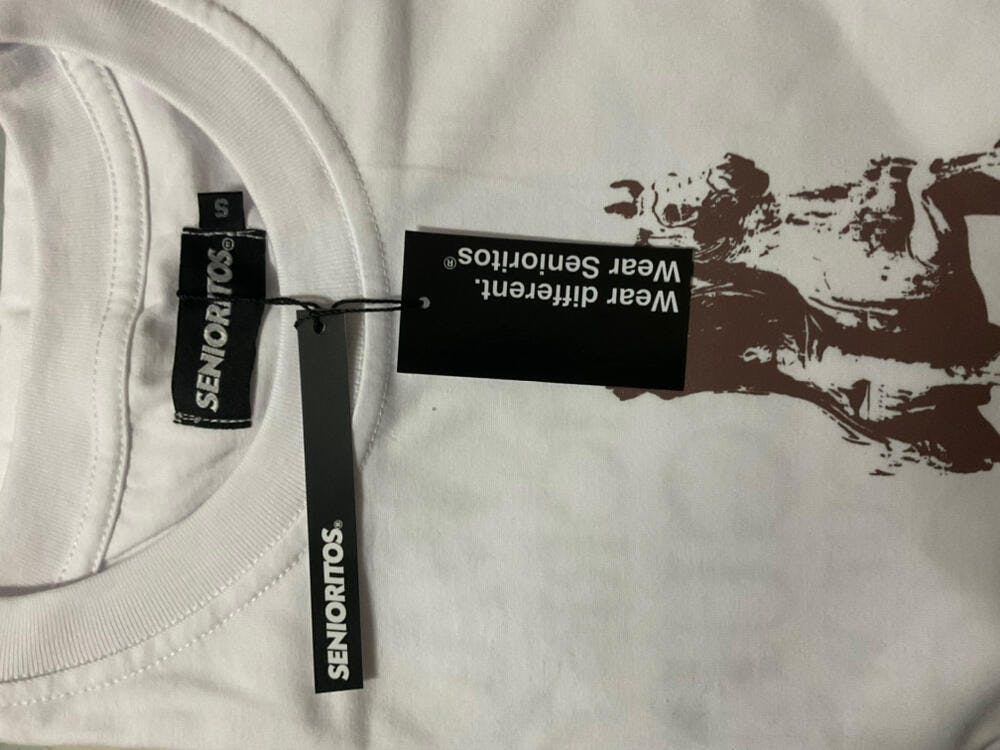 S
SENIORITOS®
SENIORITOS®
Wear different.
Wear Senioritos®